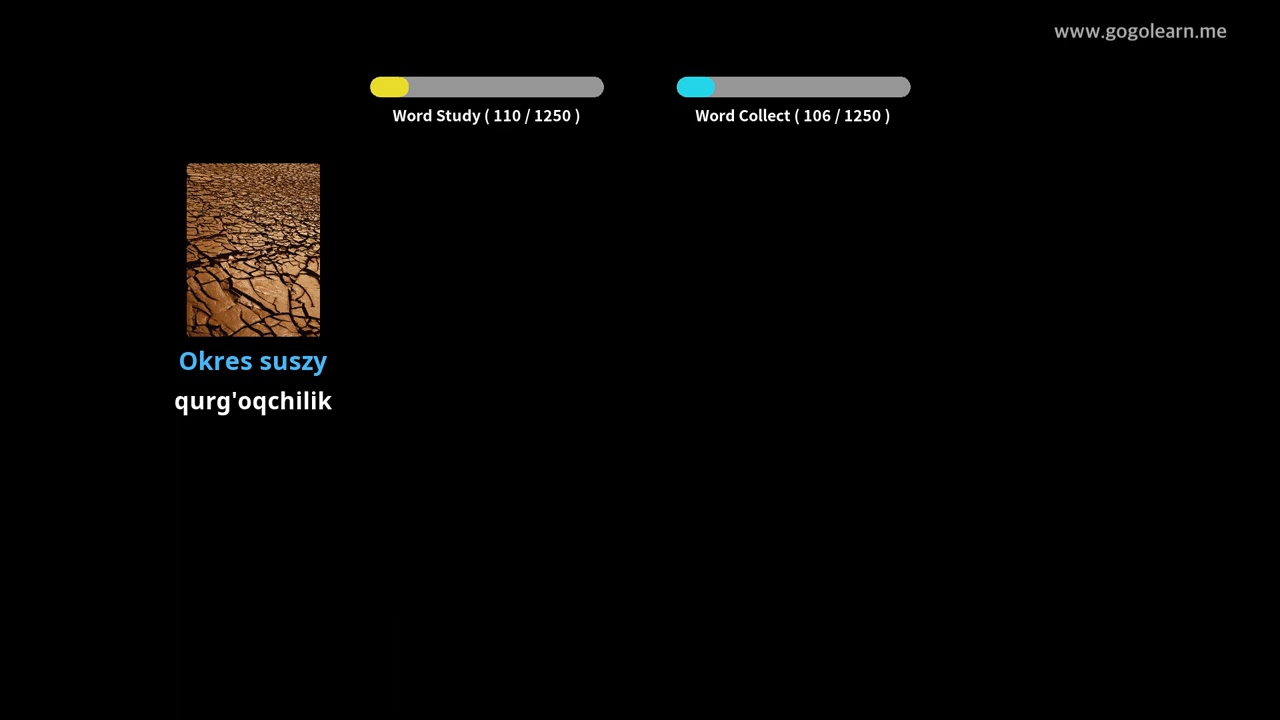 www.gogolearn.me
Word Study ( 110 / 1250 )
Word Collect ( 106 / 1250 )
Okres suszy
qurg'oqchilik